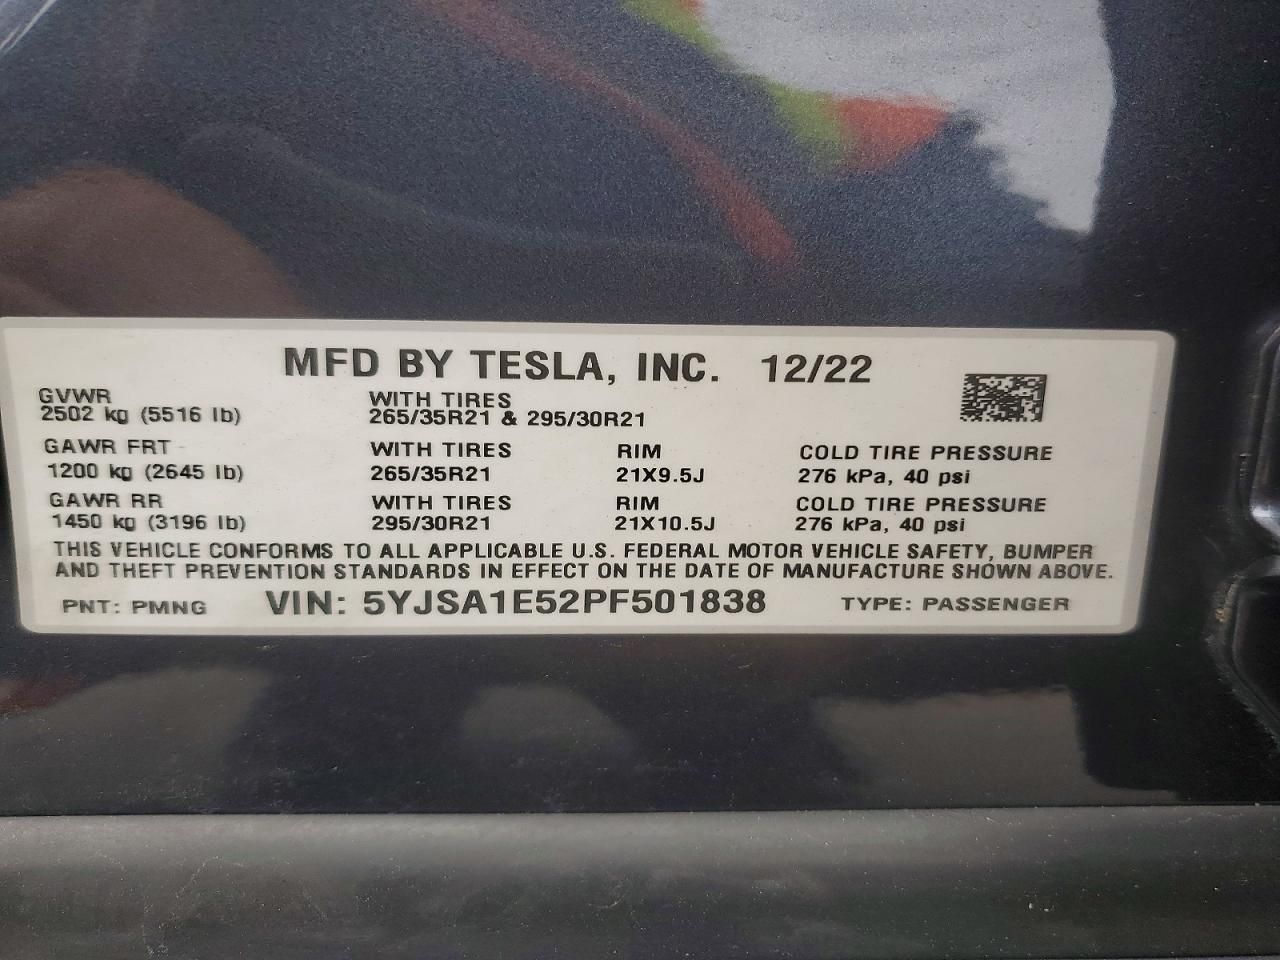 MFD BY TESLA, INC. 12/22
GVWR WITH TIRES
2502 kg (5516 lb) 265/35R21 & 295/30R21
GAWR FRT WITH TIRES RIM COLD TIRE PRESSURE
1200 kg (2645 lb) 265/35R21 21X9.5J 276 kPa, 40 psi
GAWR RR WITH TIRES RIM COLD TIRE PRESSURE
1450 kg (3196 lb) 295/30R21 21X10.5J 276 kPa, 40 psi
THIS VEHICLE CONFORMS TO ALL APPLICABLE U.S. FEDERAL MOTOR VEHICLE SAFETY, BUMPER
AND THEFT PREVENTION STANDARDS IN EFFECT ON THE DATE OF MANUFACTURE SHOWN ABOVE.
PNT: PMNG VIN: 5YJSA1E52PF501838 TYPE: PASSENGER